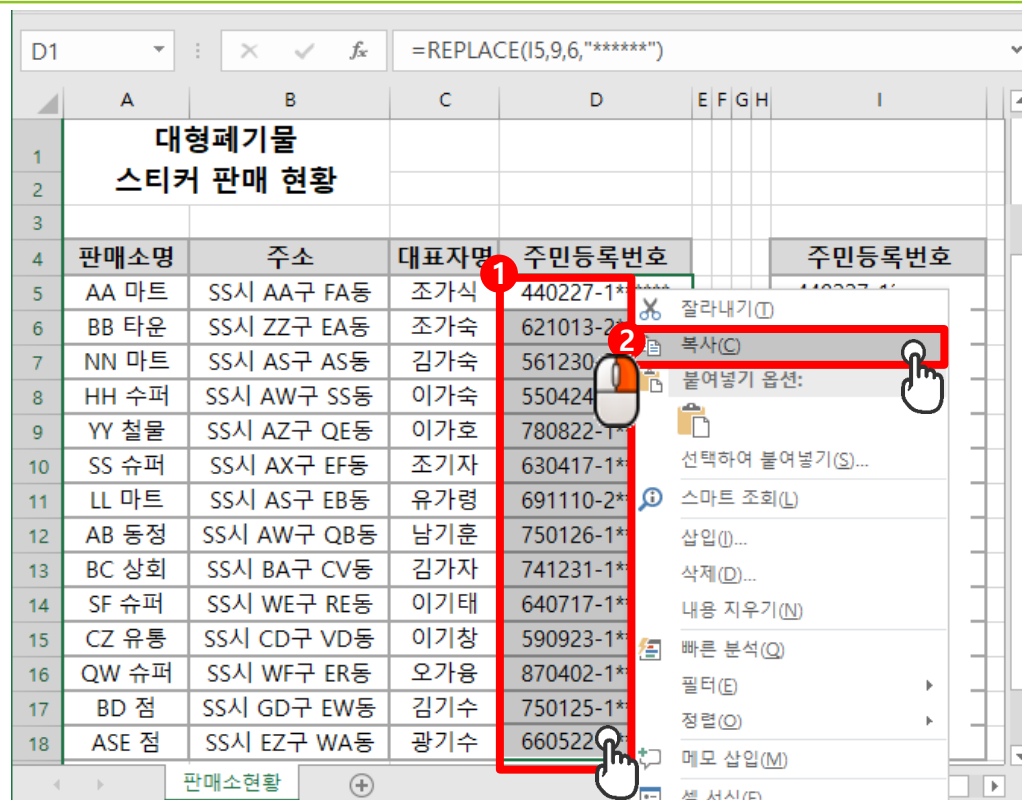 D1 fx =REPLACE(I5,9,6,"******")
A B C D E F G H I
1 대형폐기물
2 스티커 판매 현황
3
4 판매소명 주소 대표자명 주민등록번호 주민등록번호
1
5 AA 마트 SS시 AA구 FA동 조가식 440227-1******
6 BB 타운 SS시 ZZ구 EA동 조가숙 621013-2*
7 NN 마트 SS시 AS구 AS동 김가숙 561230
8 HH 수퍼 SS시 AW구 SS동 이가숙 550424
9 YY 철물 SS시 AZ구 QE동 이가호 780822-1*
10 SS 슈퍼 SS시 AX구 EF동 조기자 630417-1*
11 LL 마트 SS시 AS구 EB동 유가령 691110-2**
12 AB 동정 SS시 AW구 QB동 남기훈 750126-1**
13 BC 상회 SS시 BA구 CV동 김가자 741231-1**
14 SF 슈퍼 SS시 WE구 RE동 이기태 640717-1**
15 CZ 유통 SS시 CD구 VD동 이기창 590923-1**
16 QW 슈퍼 SS시 WF구 ER동 오가용 870402-1**
17 BD 점 SS시 GD구 EW동 김기수 750125-1**
18 ASE 점 SS시 EZ구 WA동 광기수 660522
잘라내기(T)
2
복사(C)
붙여넣기 옵션:
선택하여 붙여넣기(S)...
스마트 조회(L)
삽입(I)...
삭제(D)...
내용 지우기(N)
빠른 분석(Q)
필터(E)
정렬(O)
메모 삽입(M)
셀 서식(F)
판매소현황